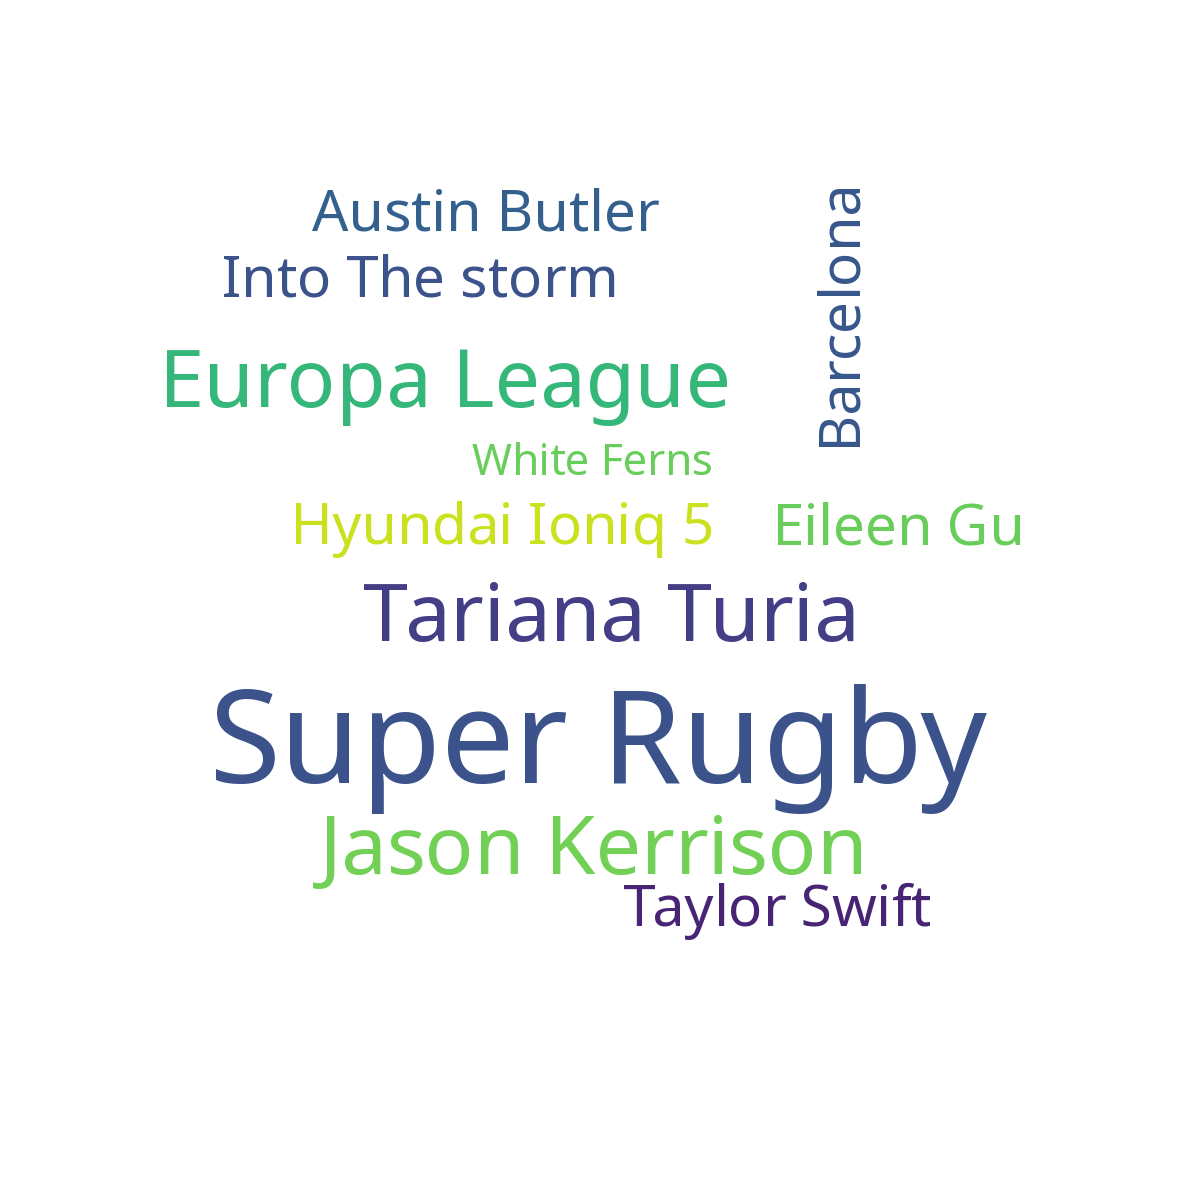 Austin Butler
Barcelona
Into The storm
Europa League
White Ferns
Hyundai Ioniq 5
Eileen Gu
Tariana Turia
Super Rugby
Jason Kerrison
Taylor Swift